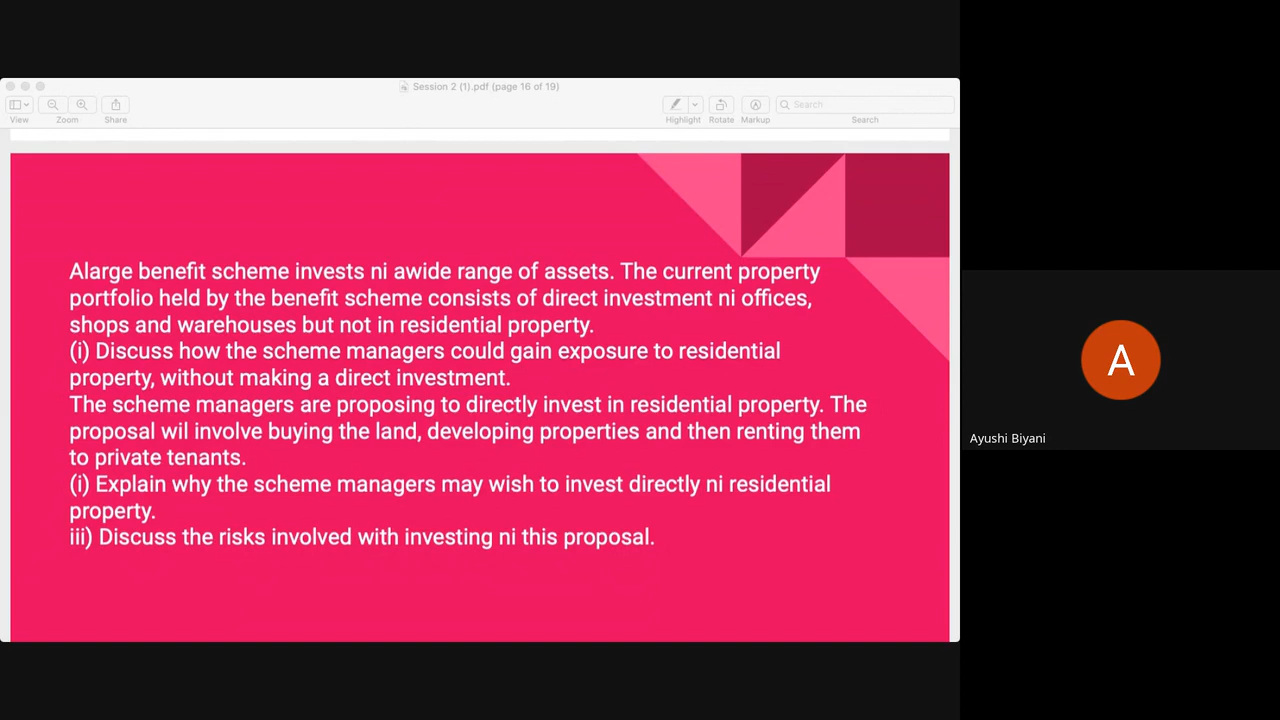 Session 2 (1).pdf (page 16 of 19)
View
Zoom
Share
Highlight
Rotate
Markup
Search
Search
Alarge benefit scheme invests ni awide range of assets. The current property
portfolio held by the benefit scheme consists of direct investment ni offices,
shops and warehouses but not in residential property.
(i) Discuss how the scheme managers could gain exposure to residential
property, without making a direct investment.
The scheme managers are proposing to directly invest in residential property. The
proposal wil involve buying the land, developing properties and then renting them
to private tenants.
(i) Explain why the scheme managers may wish to invest directly ni residential
property.
iii) Discuss the risks involved with investing ni this proposal.
A
Ayushi Biyani